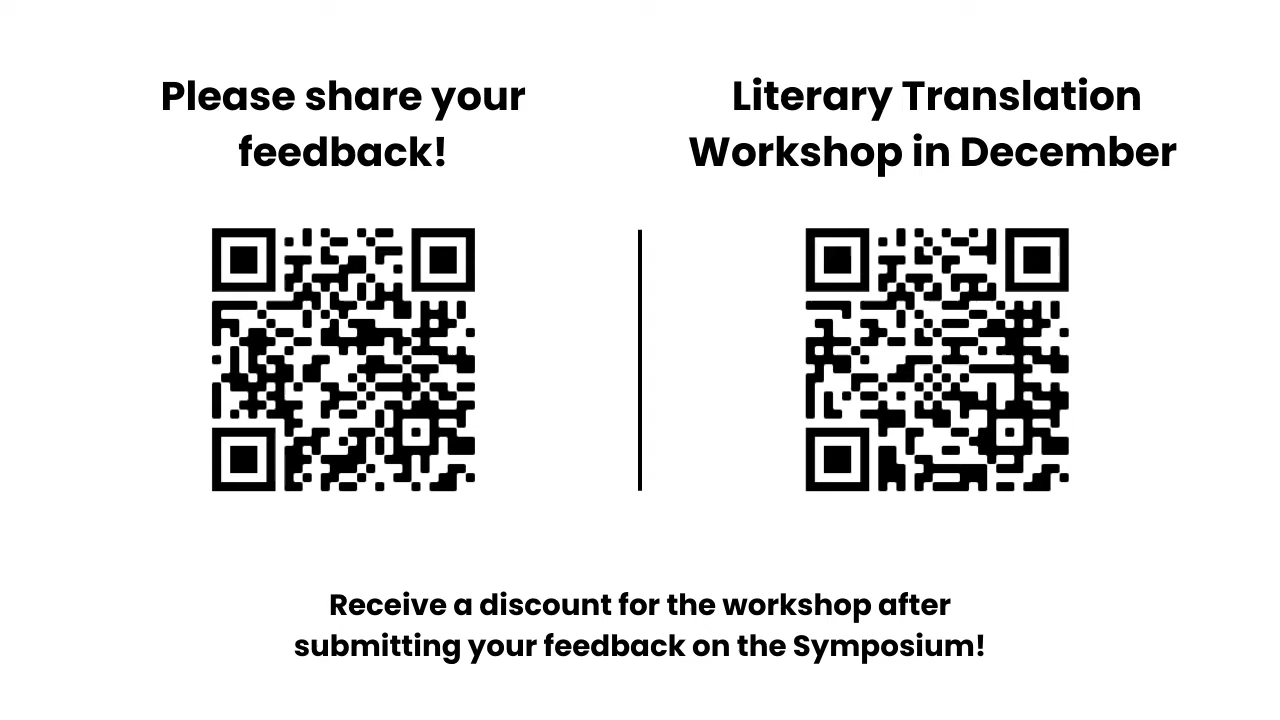 Please share your
feedback!
Literary Translation
Workshop in December
Receive a discount for the workshop after
submitting your feedback on the Symposium!